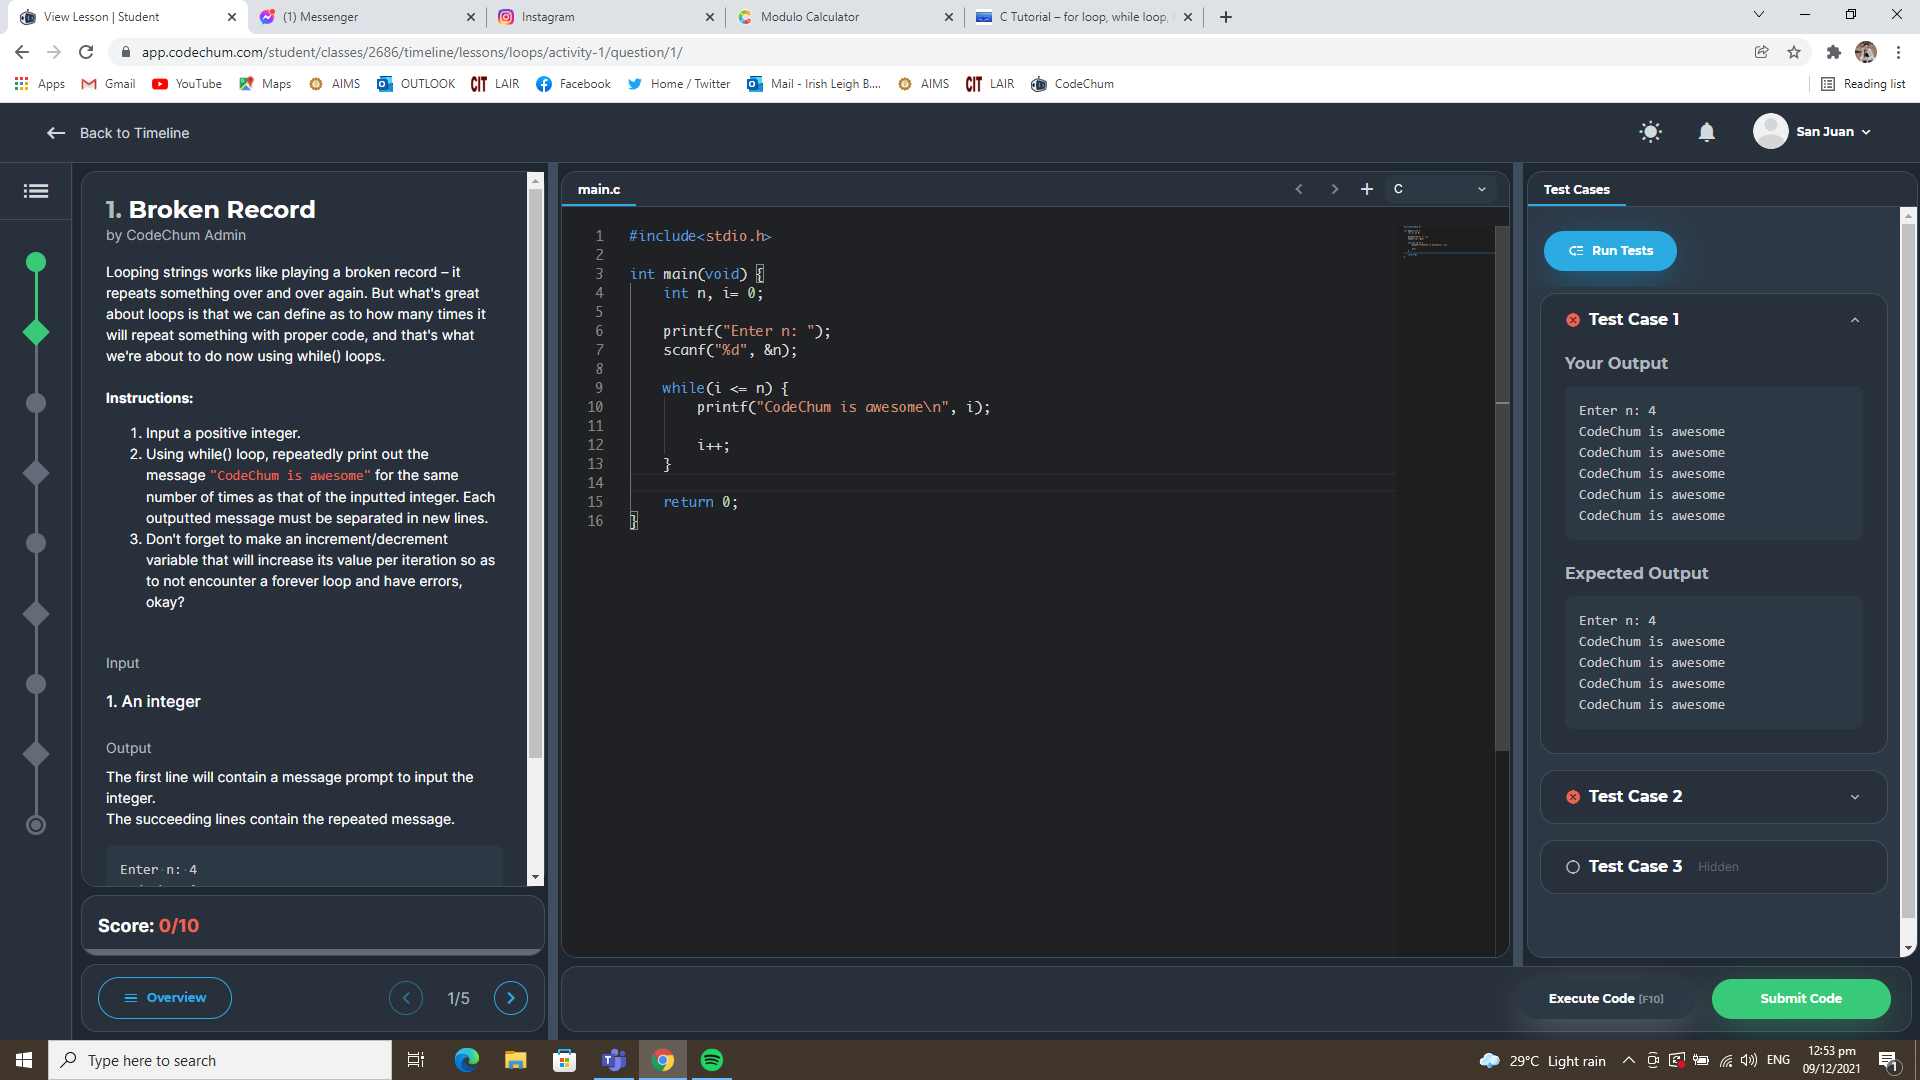 View Lesson | Student
(1) Messenger
Instagram
Modulo Calculator
C Tutorial – for loop, while loop,
app.codechum.com/student/classes/2686/timeline/lessons/loops/activity-1/question/1/
Apps
Gmail
YouTube
Maps
AIMS
OUTLOOK
CIT LAIR
Facebook
Home / Twitter
Mail - Irish Leigh B....
AIMS
CIT LAIR
CodeChum
Reading list
Back to Timeline
San Juan
1. Broken Record
by CodeChum Admin
Looping strings works like playing a broken record – it
repeats something over and over again. But what's great
about loops is that we can define as to how many times it
will repeat something with proper code, and that's what
we're about to do now using while() loops.
Instructions:
1. Input a positive integer.
2. Using while() loop, repeatedly print out the
message "CodeChum is awesome" for the same
number of times as that of the inputted integer. Each
outputted message must be separated in new lines.
3. Don't forget to make an increment/decrement
variable that will increase its value per iteration so as
to not encounter a forever loop and have errors,
okay?
Input
1. An integer
Output
The first line will contain a message prompt to input the
integer.
The succeeding lines contain the repeated message.
Enter n: 4
Score: 0/10
Overview
1/5
main.c
C
1 #include<stdio.h>
2
3 int main(void) {
4 int n, i= 0;
5
6 printf("Enter n: ");
7 scanf("%d", &n);
8
9 while(i <= n) {
10 printf("CodeChum is awesome\n", i);
11
12 i++;
13 }
14
15 return 0;
16 }
Test Cases
Run Tests
Test Case 1
Your Output
Enter n: 4
CodeChum is awesome
CodeChum is awesome
CodeChum is awesome
CodeChum is awesome
CodeChum is awesome
Expected Output
Enter n: 4
CodeChum is awesome
CodeChum is awesome
CodeChum is awesome
CodeChum is awesome
Test Case 2
Test Case 3 Hidden
Execute Code [F10]
Submit Code
Type here to search
29°C Light rain
ENG
12:53 pm
09/12/2021
1